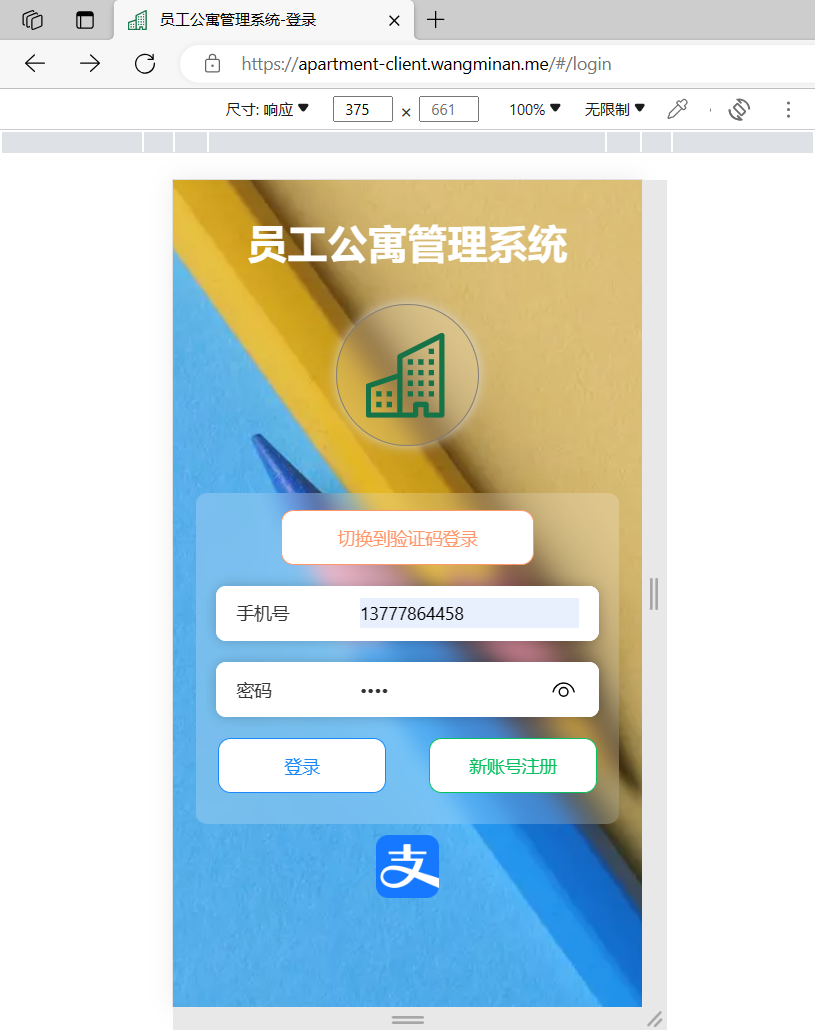 员工公寓管理系统-登录
https://apartment-client.wangminan.me/#/login
尺寸: 响应 375 × 661 100% 无限制
员工公寓管理系统
切换到验证码登录
手机号 13777864458
密码 ••••
登录 新账号注册
支